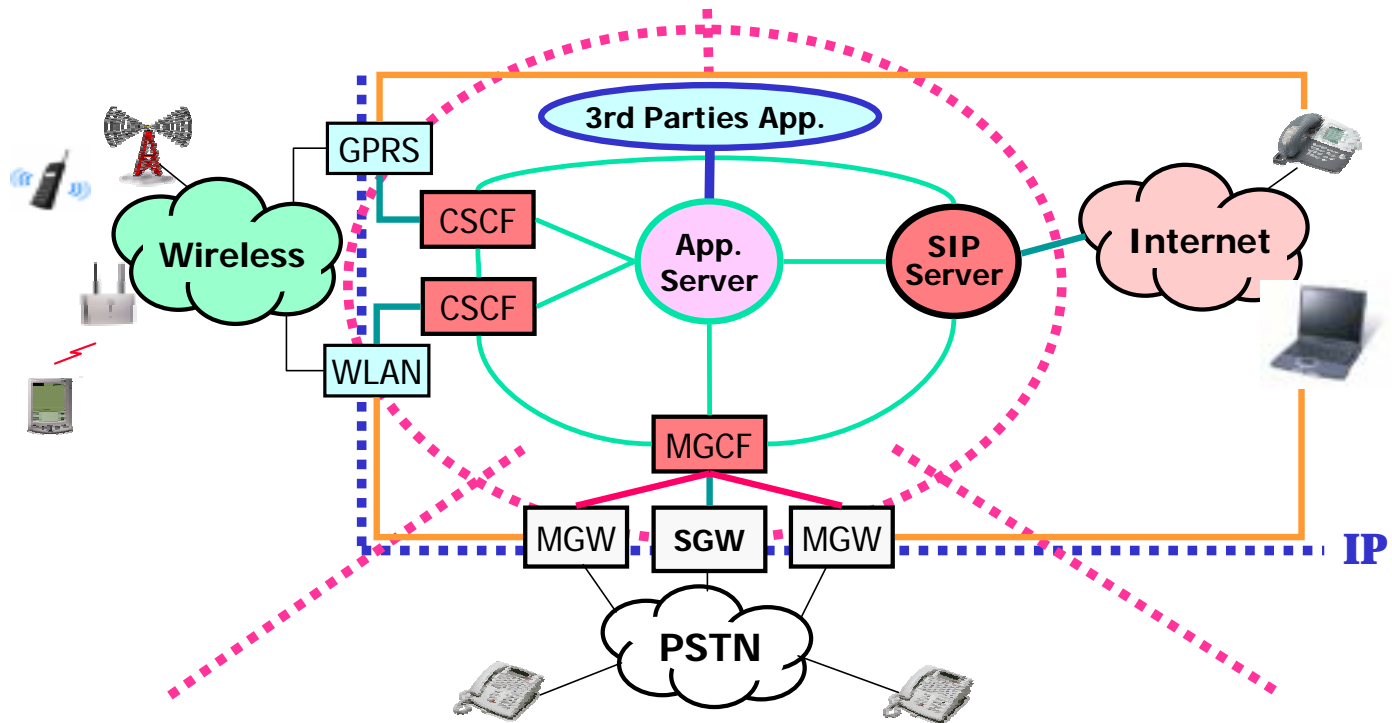 3rd Parties App.
GPRS
CSCF
Wireless
App.
Server
SIP
Server
Internet
CSCF
WLAN
MGCF
MGW
SGW
MGW
IP
PSTN